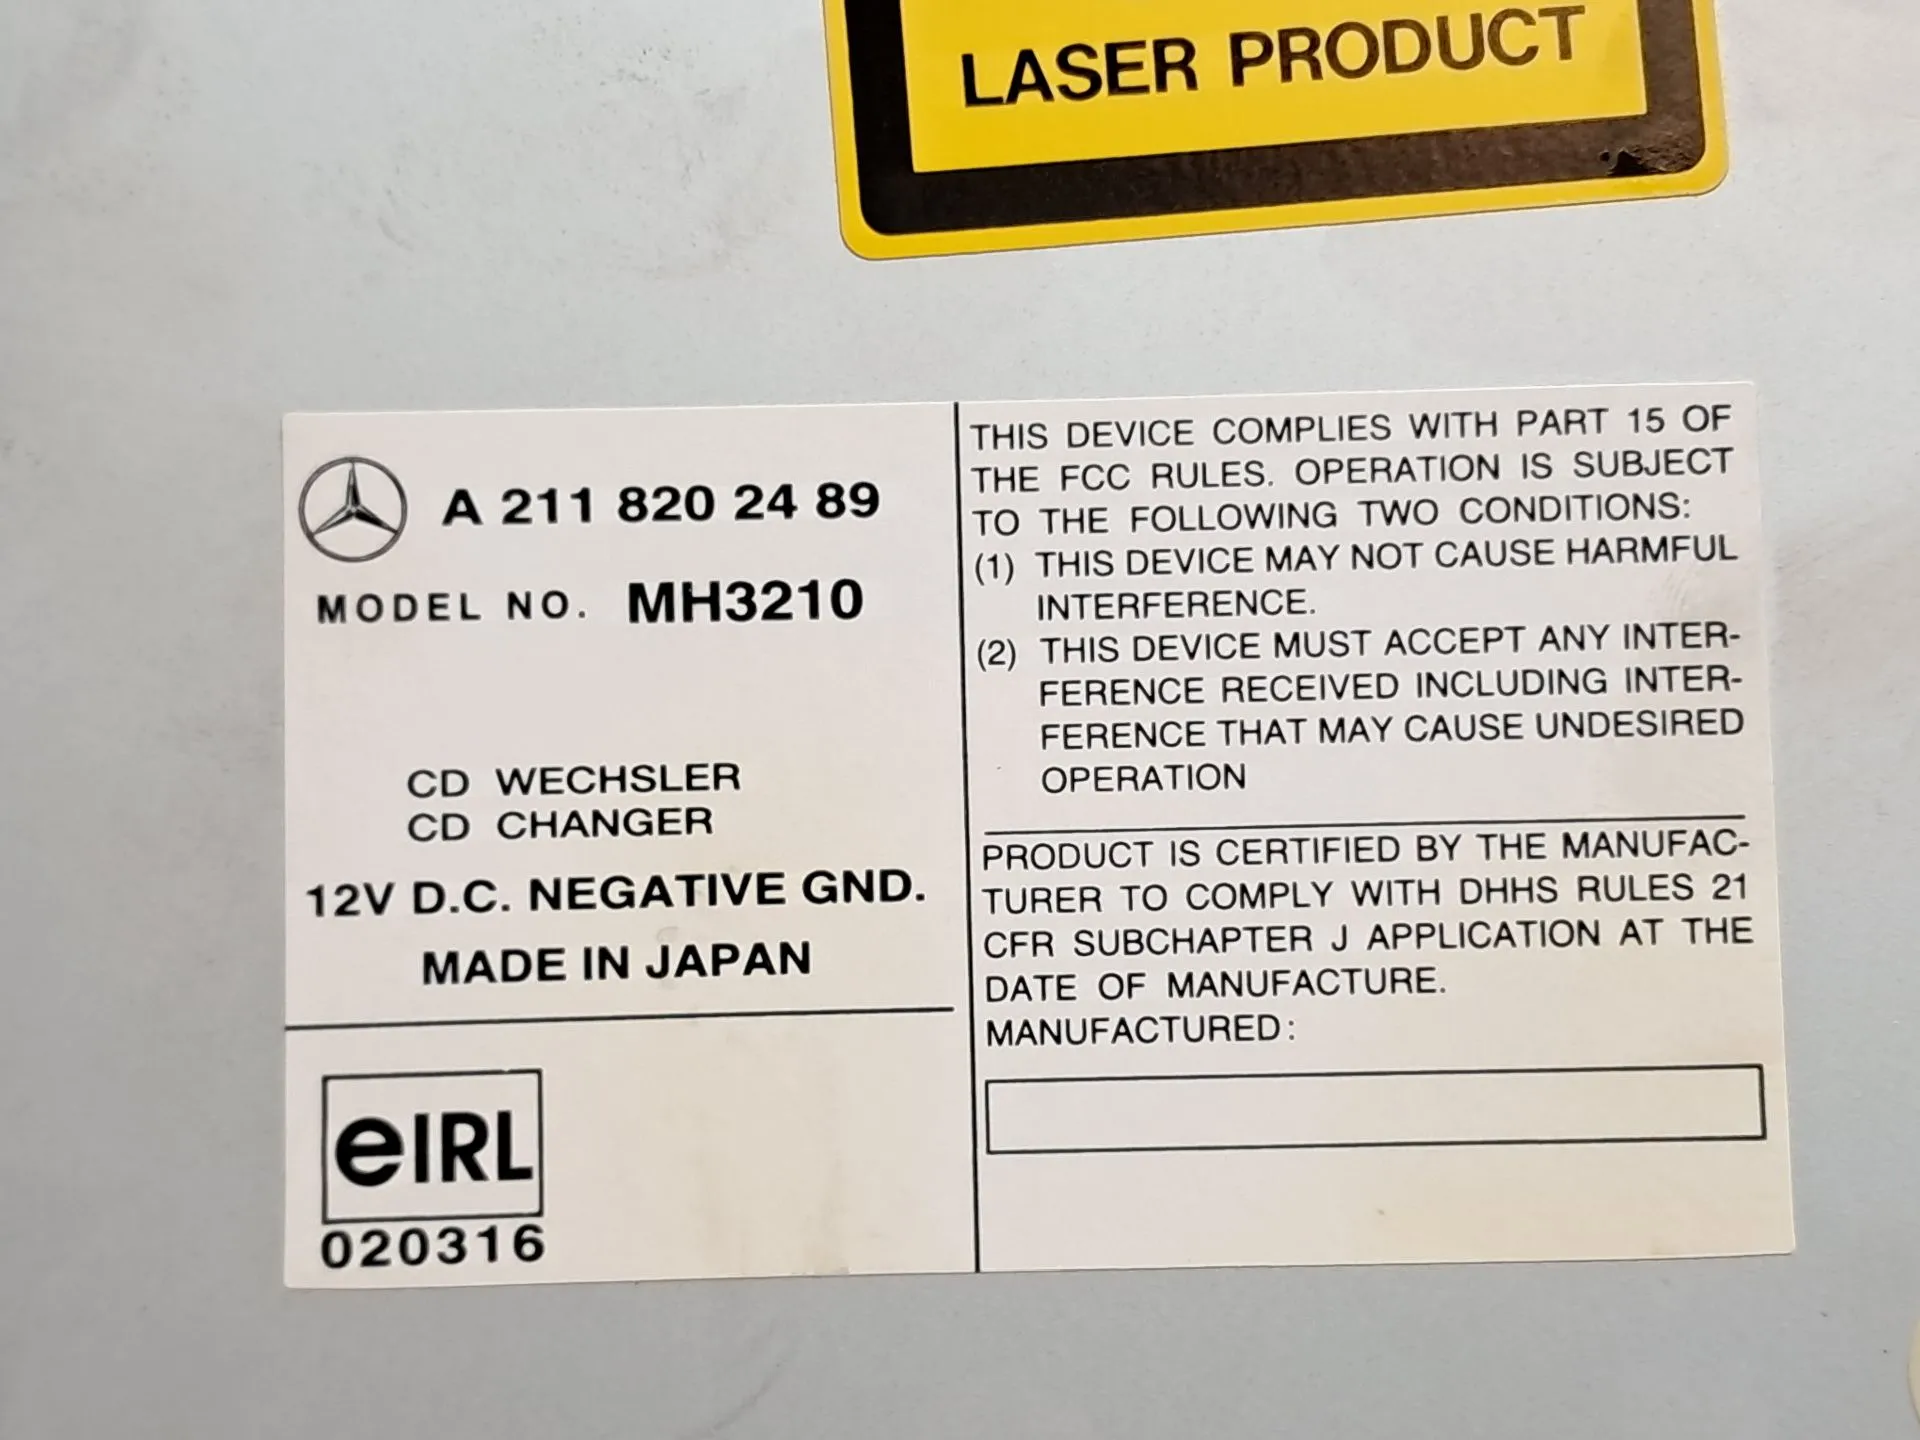 LASER PRODUCT
A 211 820 24 89
MODEL NO. MH3210
CD WECHSLER
CD CHANGER
12V D.C. NEGATIVE GND.
MADE IN JAPAN
eIRL
020316
THIS DEVICE COMPLIES WITH PART 15 OF
THE FCC RULES. OPERATION IS SUBJECT
TO THE FOLLOWING TWO CONDITIONS:
(1) THIS DEVICE MAY NOT CAUSE HARMFUL
INTERFERENCE.
(2) THIS DEVICE MUST ACCEPT ANY INTER-
FERENCE RECEIVED INCLUDING INTER-
FERENCE THAT MAY CAUSE UNDESIRED
OPERATION
PRODUCT IS CERTIFIED BY THE MANUFAC-
TURER TO COMPLY WITH DHHS RULES 21
CFR SUBCHAPTER J APPLICATION AT THE
DATE OF MANUFACTURE.
MANUFACTURED: